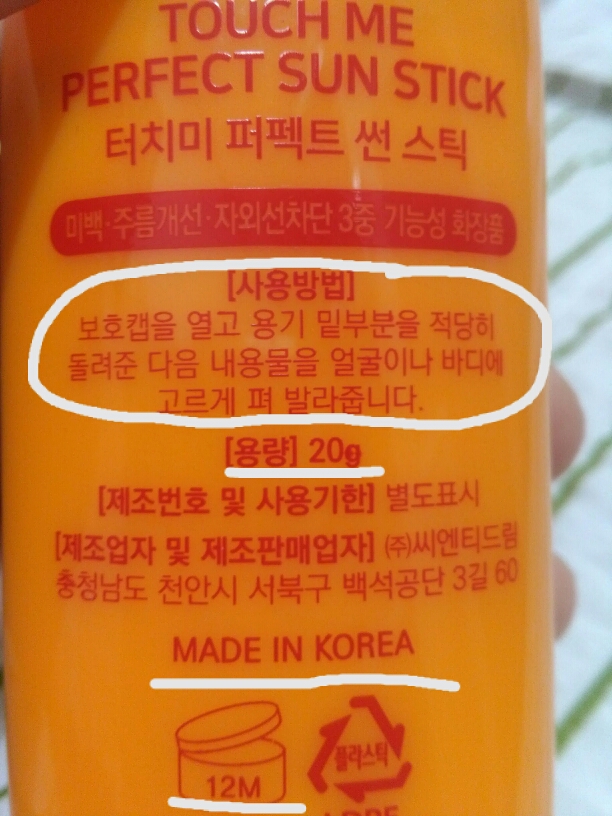 TOUCH ME
PERFECT SUN STICK
터치미 퍼펙트 썬 스틱
미백·주름개선·자외선차단 3중 기능성 화장품
[사용방법]
보호캡을 열고 용기 밑부분을 적당히
돌려준 다음 내용물을 얼굴이나 바디에
고르게 펴 발라줍니다.
[용량] 20g
[제조번호 및 사용기한] 별도표시
[제조업자 및 제조판매업자] ㈜씨엔티드림
충청남도 천안시 서북구 백석공단 3길 60
MADE IN KOREA
12M
플라스틱